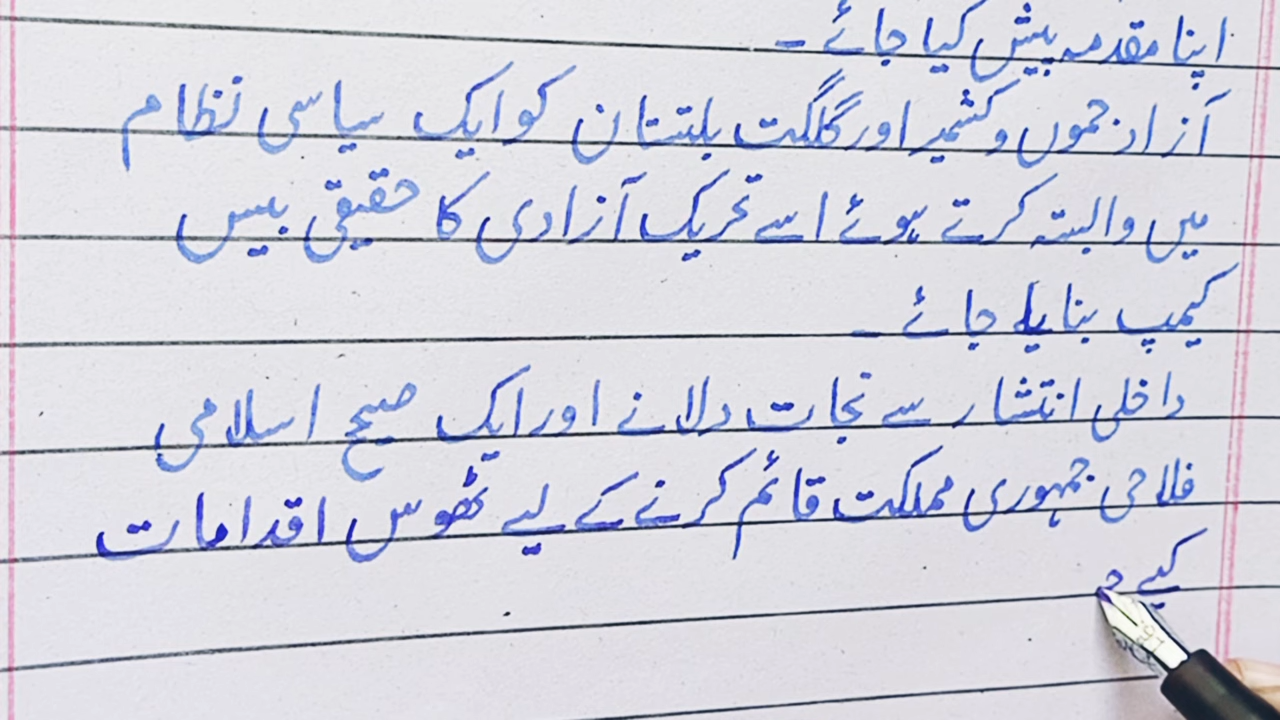 اپنا مقدمہ پیش کیا جائے ۔
آزاد جموں و کشمیر اور گلگت بلتستان کو ایک سیاسی نظام
میں وابستہ کرتے ہوئے اسے تحریک آزادی کا حقیقی بیس
کیمپ بنایا جائے ۔
داخلی انتشار سے نجات دلانے اور ایک صحیح اسلامی
فلاحی جمہوری مملکت قائم کرنے کے لیے ٹھوس اقدامات
کیے